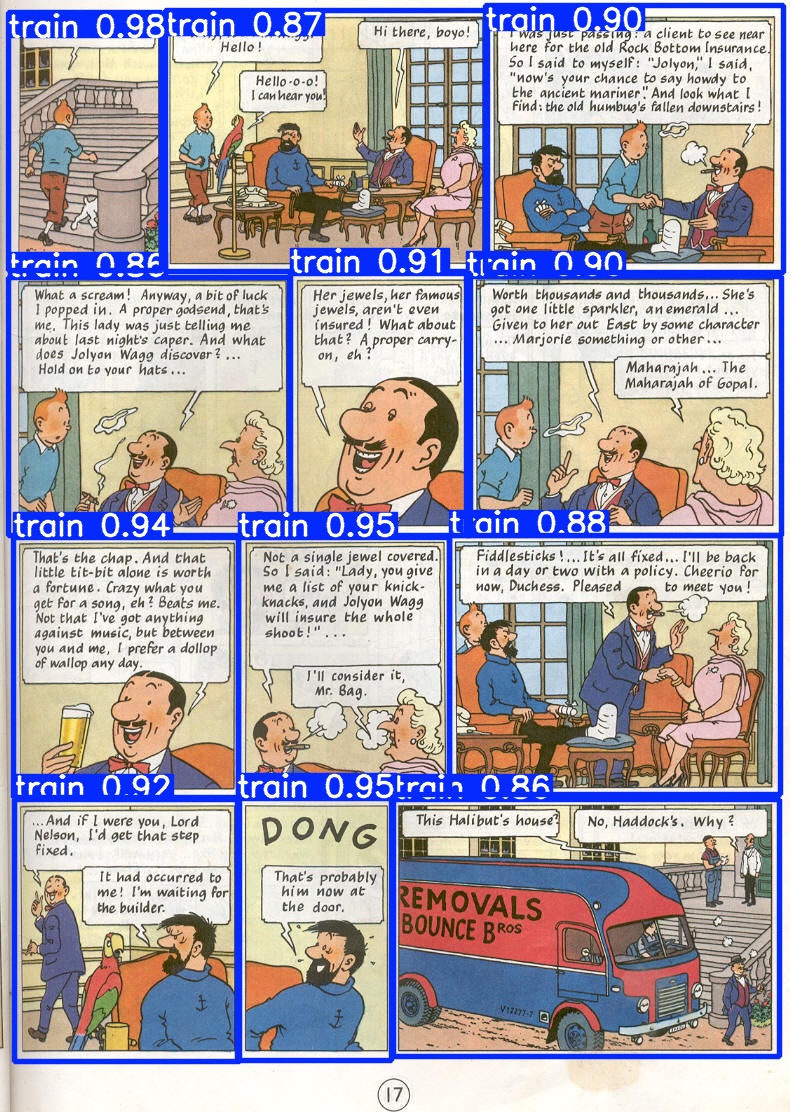 train 0.98
train 0.87
Hello!
Hello-o-o!
I can hear you!
Hi there, boyo!
train 0.90
I was just passing: a client to see near
here for the old Rock Bottom Insurance.
So I said to myself: "Jolyon," I said,
"now's your chance to say howdy to
the ancient mariner." And look what I
find: the old humbug's fallen downstairs!
train 0.86
What a scream! Anyway, a bit of luck
I popped in. A proper godsend, that's
me. This lady was just telling me
about last night's caper. And what
does Jolyon Wagg discover?...
Hold on to your hats...
train 0.91
Her jewels, her famous
jewels, aren't even
insured! What about
that? A proper carry-
on, eh?
train 0.90
Worth thousands and thousands... She's
got one little sparkler, an emerald...
Given to her out East by some character
... Marjorie something or other...
Maharajah... The
Maharajah of Gopal.
train 0.94
That's the chap. And that
little tit-bit alone is worth
a fortune. Crazy what you
get for a song, eh? Beats me.
Not that I've got anything
against music, but between
you and me, I prefer a dollop
of wallop any day.
train 0.95
Not a single jewel covered.
So I said: "Lady, you give
me a list of your knick-
knacks, and Jolyon Wagg
will insure the whole
shoot!"...
I'll consider it,
Mr. Bag.
train 0.88
Fiddlesticks!... It's all fixed... I'll be back
in a day or two with a policy. Cheerio for
now, Duchess. Pleased to meet you!
train 0.92
...And if I were you, Lord
Nelson, I'd get that step
fixed.
It had occurred to
me! I'm waiting for
the builder.
train 0.95
DONG
That's probably
him now at
the door.
train 0.86
This Halibut's house?
No, Haddock's. Why?
REMOVALS
BOUNCE BROS
V12277-7
17